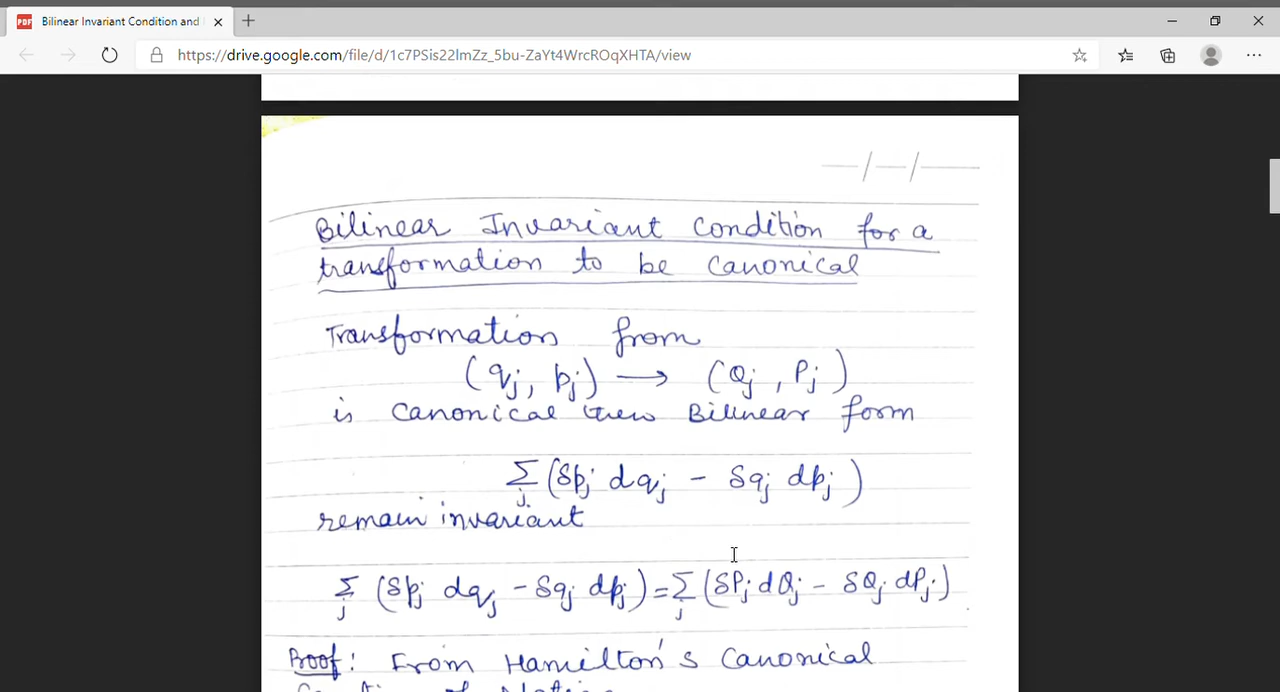 Bilinear Invariant Condition and
https://drive.google.com/file/d/1c7PSis22lmZz_5bu-ZaYt4WrcROqXHTA/view
—/—/—
Bilinear Invariant Condition for a
transformation to be Canonical
Transformation from
(qj, pj) → (Qj, Pj)
is Canonical then Bilinear form
Σj (δpj dqj - δqj dpj)
remain invariant
Σj (δpj dqj - δqj dpj) = Σj (δPj dQj - δQj dPj)
Proof: From Hamilton's Canonical